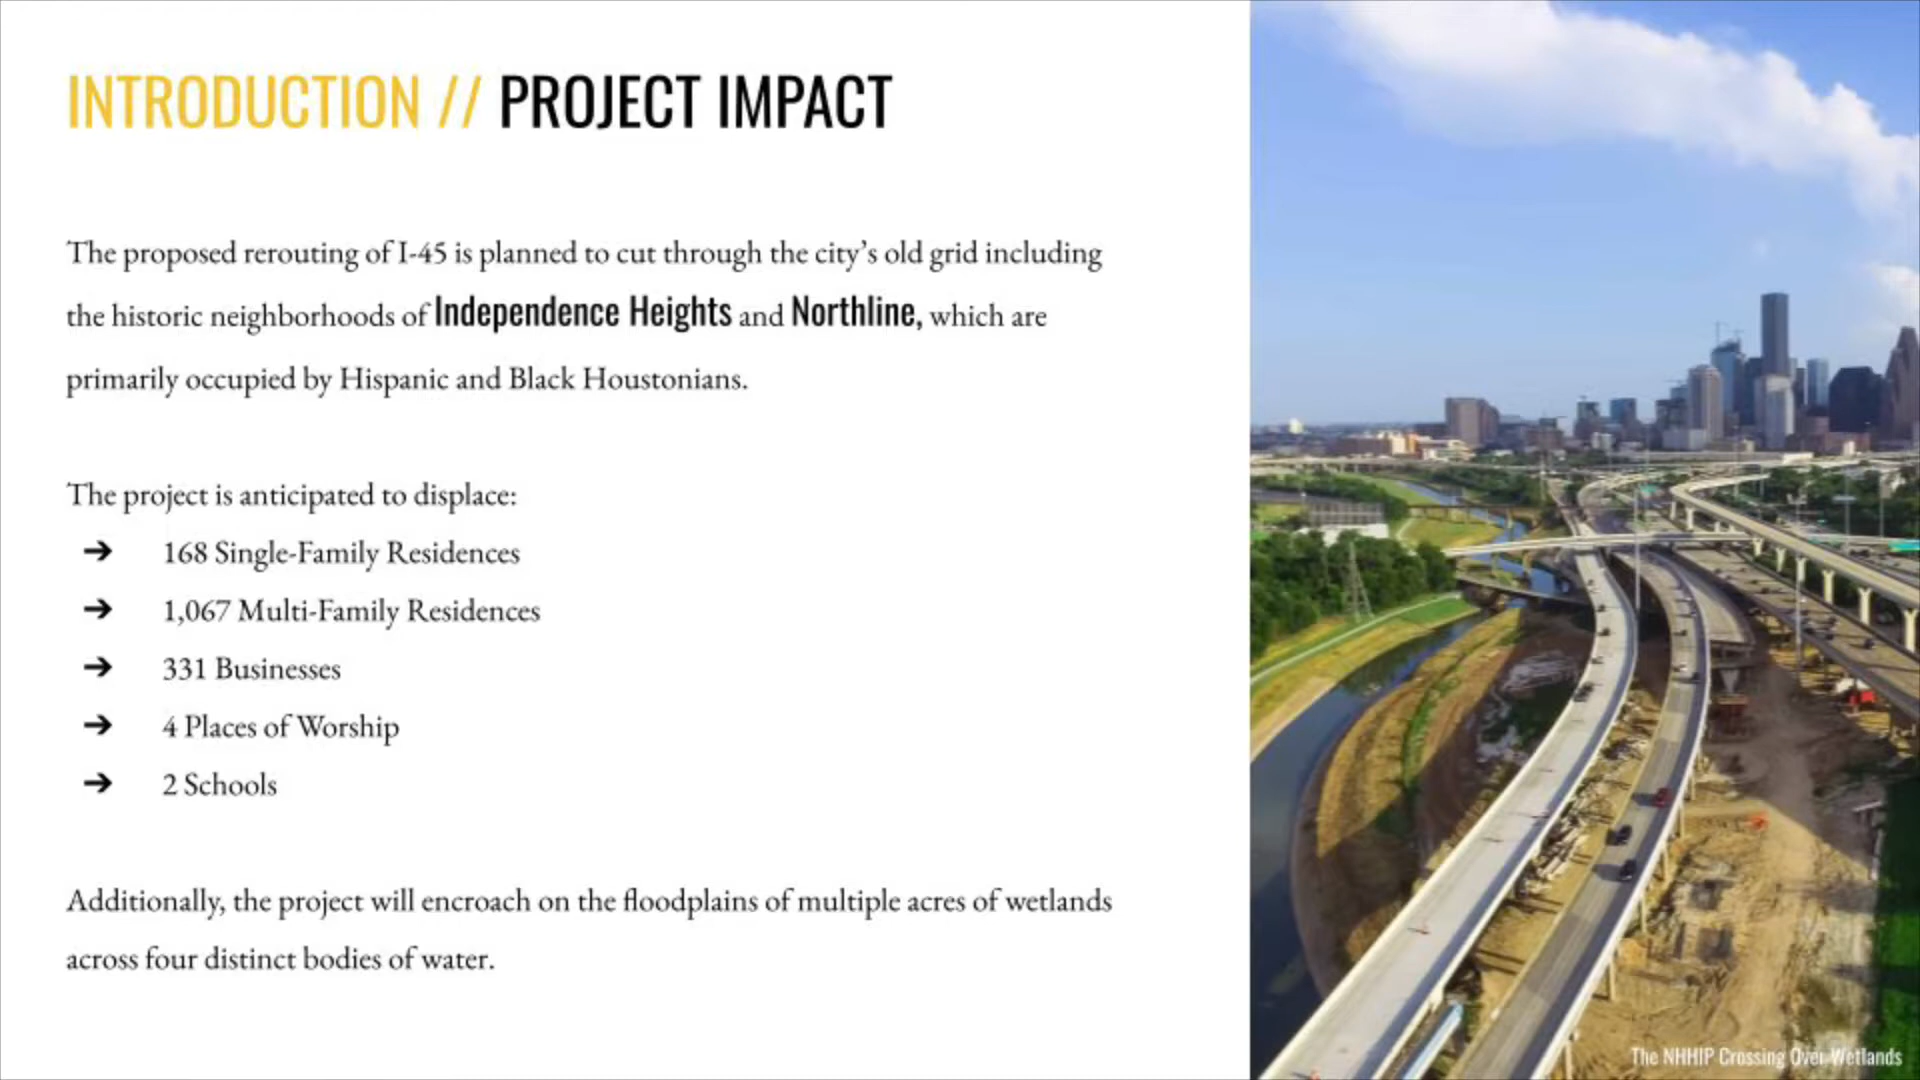 INTRODUCTION // PROJECT IMPACT
The proposed rerouting of I-45 is planned to cut through the city’s old grid including
the historic neighborhoods of Independence Heights and Northline, which are
primarily occupied by Hispanic and Black Houstonians.
The project is anticipated to displace:
➔ 168 Single-Family Residences
➔ 1,067 Multi-Family Residences
➔ 331 Businesses
➔ 4 Places of Worship
➔ 2 Schools
Additionally, the project will encroach on the floodplains of multiple acres of wetlands
across four distinct bodies of water.
The NHHIP Crossing Over Wetlands